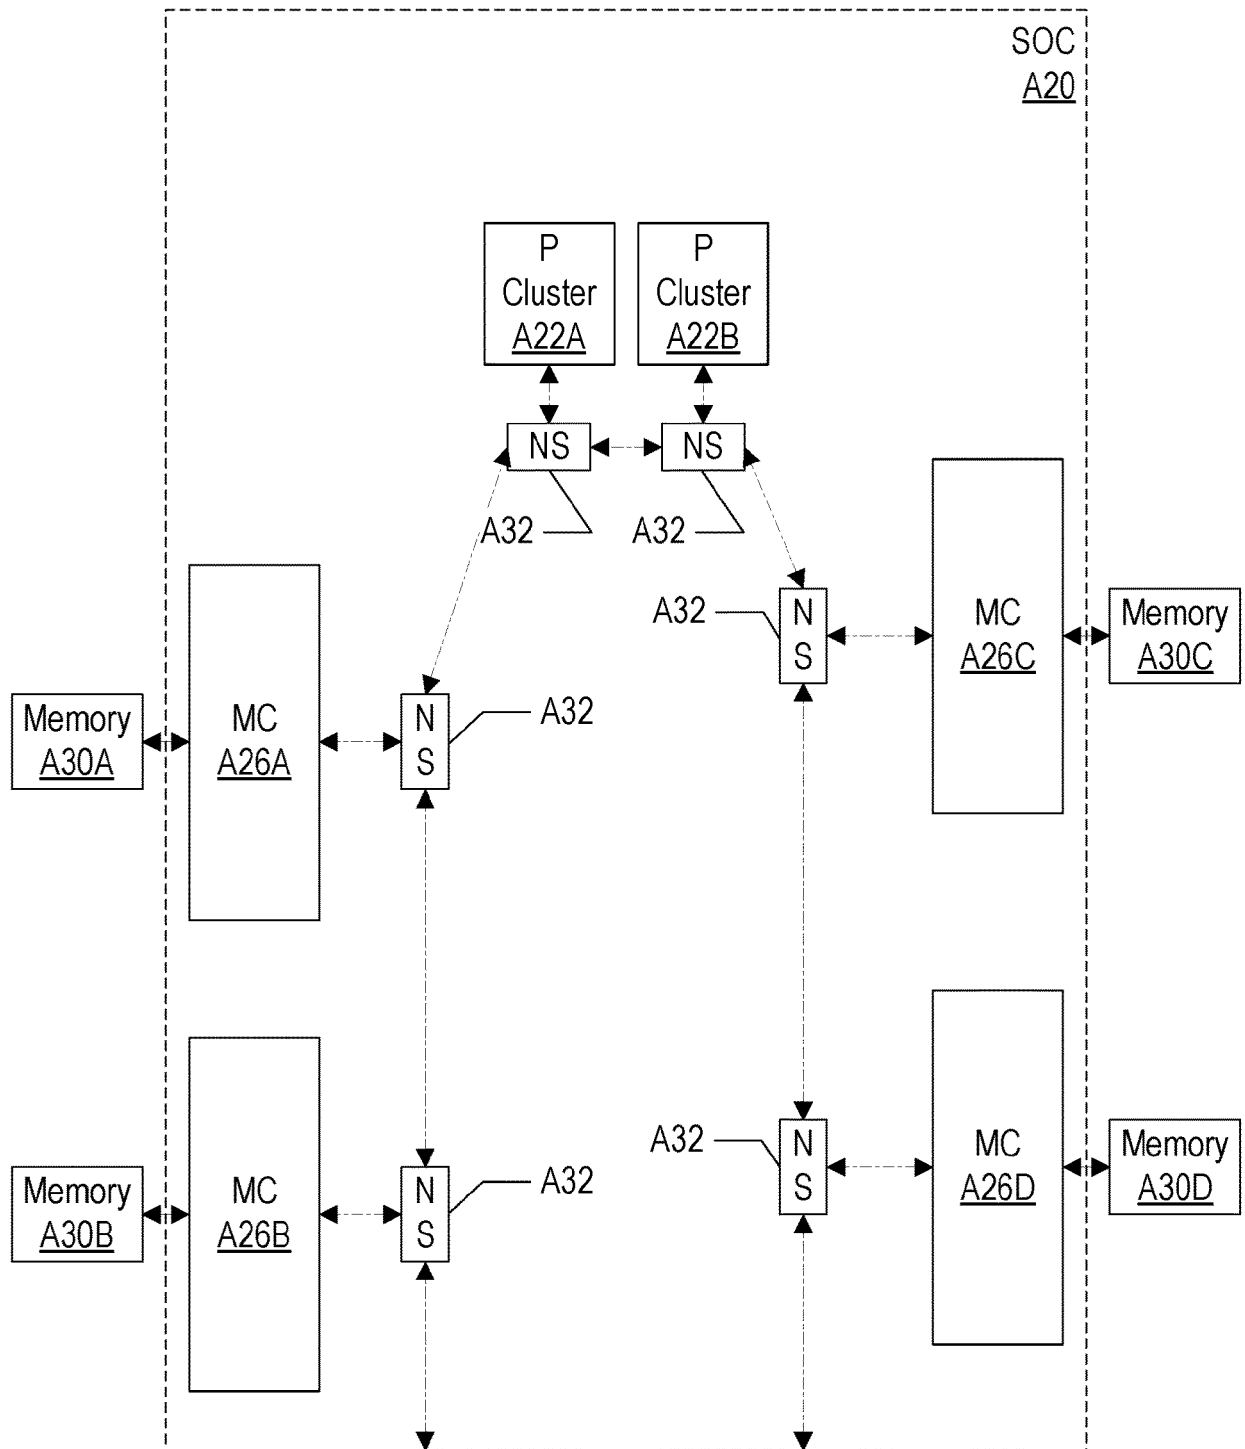 SOC
A20
P
Cluster
A22A
P
Cluster
A22B
NS
NS
A32
A32
A32
N
S
MC
A26C
Memory
A30C
Memory
A30A
MC
A26A
N
S
A32
A32
N
S
MC
A26D
Memory
A30D
Memory
A30B
MC
A26B
N
S
A32